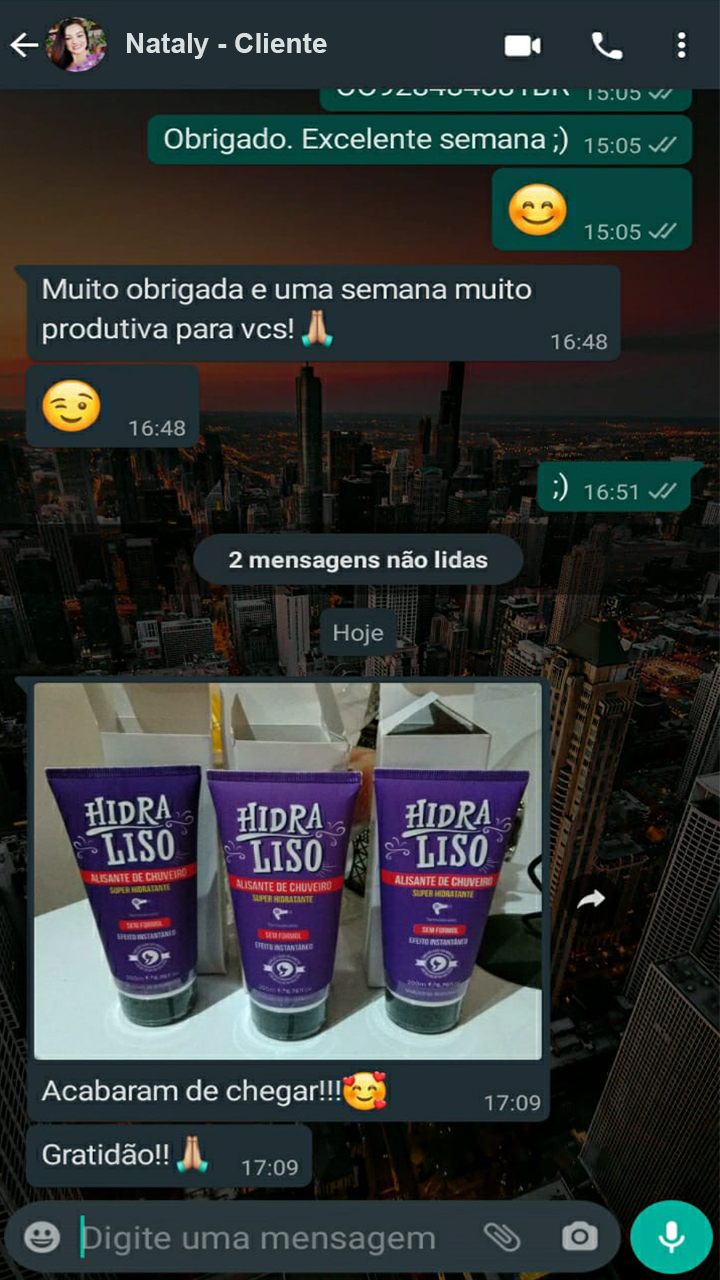 Nataly - Cliente
15:05
Obrigado. Excelente semana ;) 15:05
😊 15:05
Muito obrigada e uma semana muito
produtiva para vcs! 🙏🏻 16:48
😉 16:48
;) 16:51
2 mensagens não lidas
Hoje
HIDRA
LISO
ALISANTE DE CHUVEIRO
SUPER HIDRATANTE
SEM FORMOL
EFEITO INSTANTÂNEO
HIDRA
LISO
ALISANTE DE CHUVEIRO
SUPER HIDRATANTE
SEM FORMOL
EFEITO INSTANTÂNEO
HIDRA
LISO
ALISANTE DE CHUVEIRO
SUPER HIDRATANTE
SEM FORMOL
EFEITO INSTANTÂNEO
Acabaram de chegar!!!🥰 17:09
Gratidão!! 🙏🏻 17:09
Digite uma mensagem